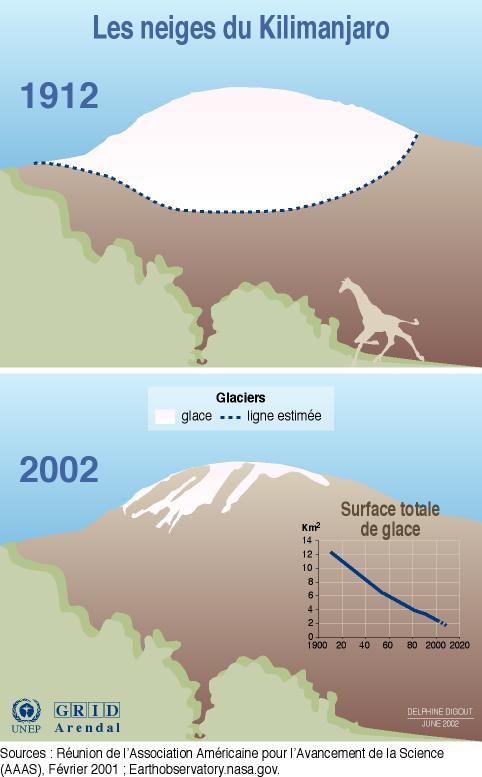 Les neiges du Kilimanjaro
1912
Glaciers
glace ligne estimée
2002
Surface totale
de glace
Km²
14
12
10
8
6
4
2
0
1900 20 40 60 80 2000 2020
UNEP
GRID
Arendal
DELPHINE DIGOUT
JUNE 2002
Sources : Réunion de l'Association Américaine pour l'Avancement de la Science
(AAAS), Février 2001 ; Earthobservatory.nasa.gov.